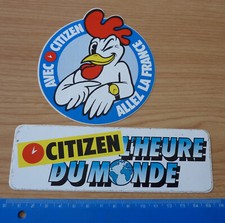 AVEC CITIZEN
ALLEZ LA FRANCE
CITIZEN L'HEURE
DU MONDE